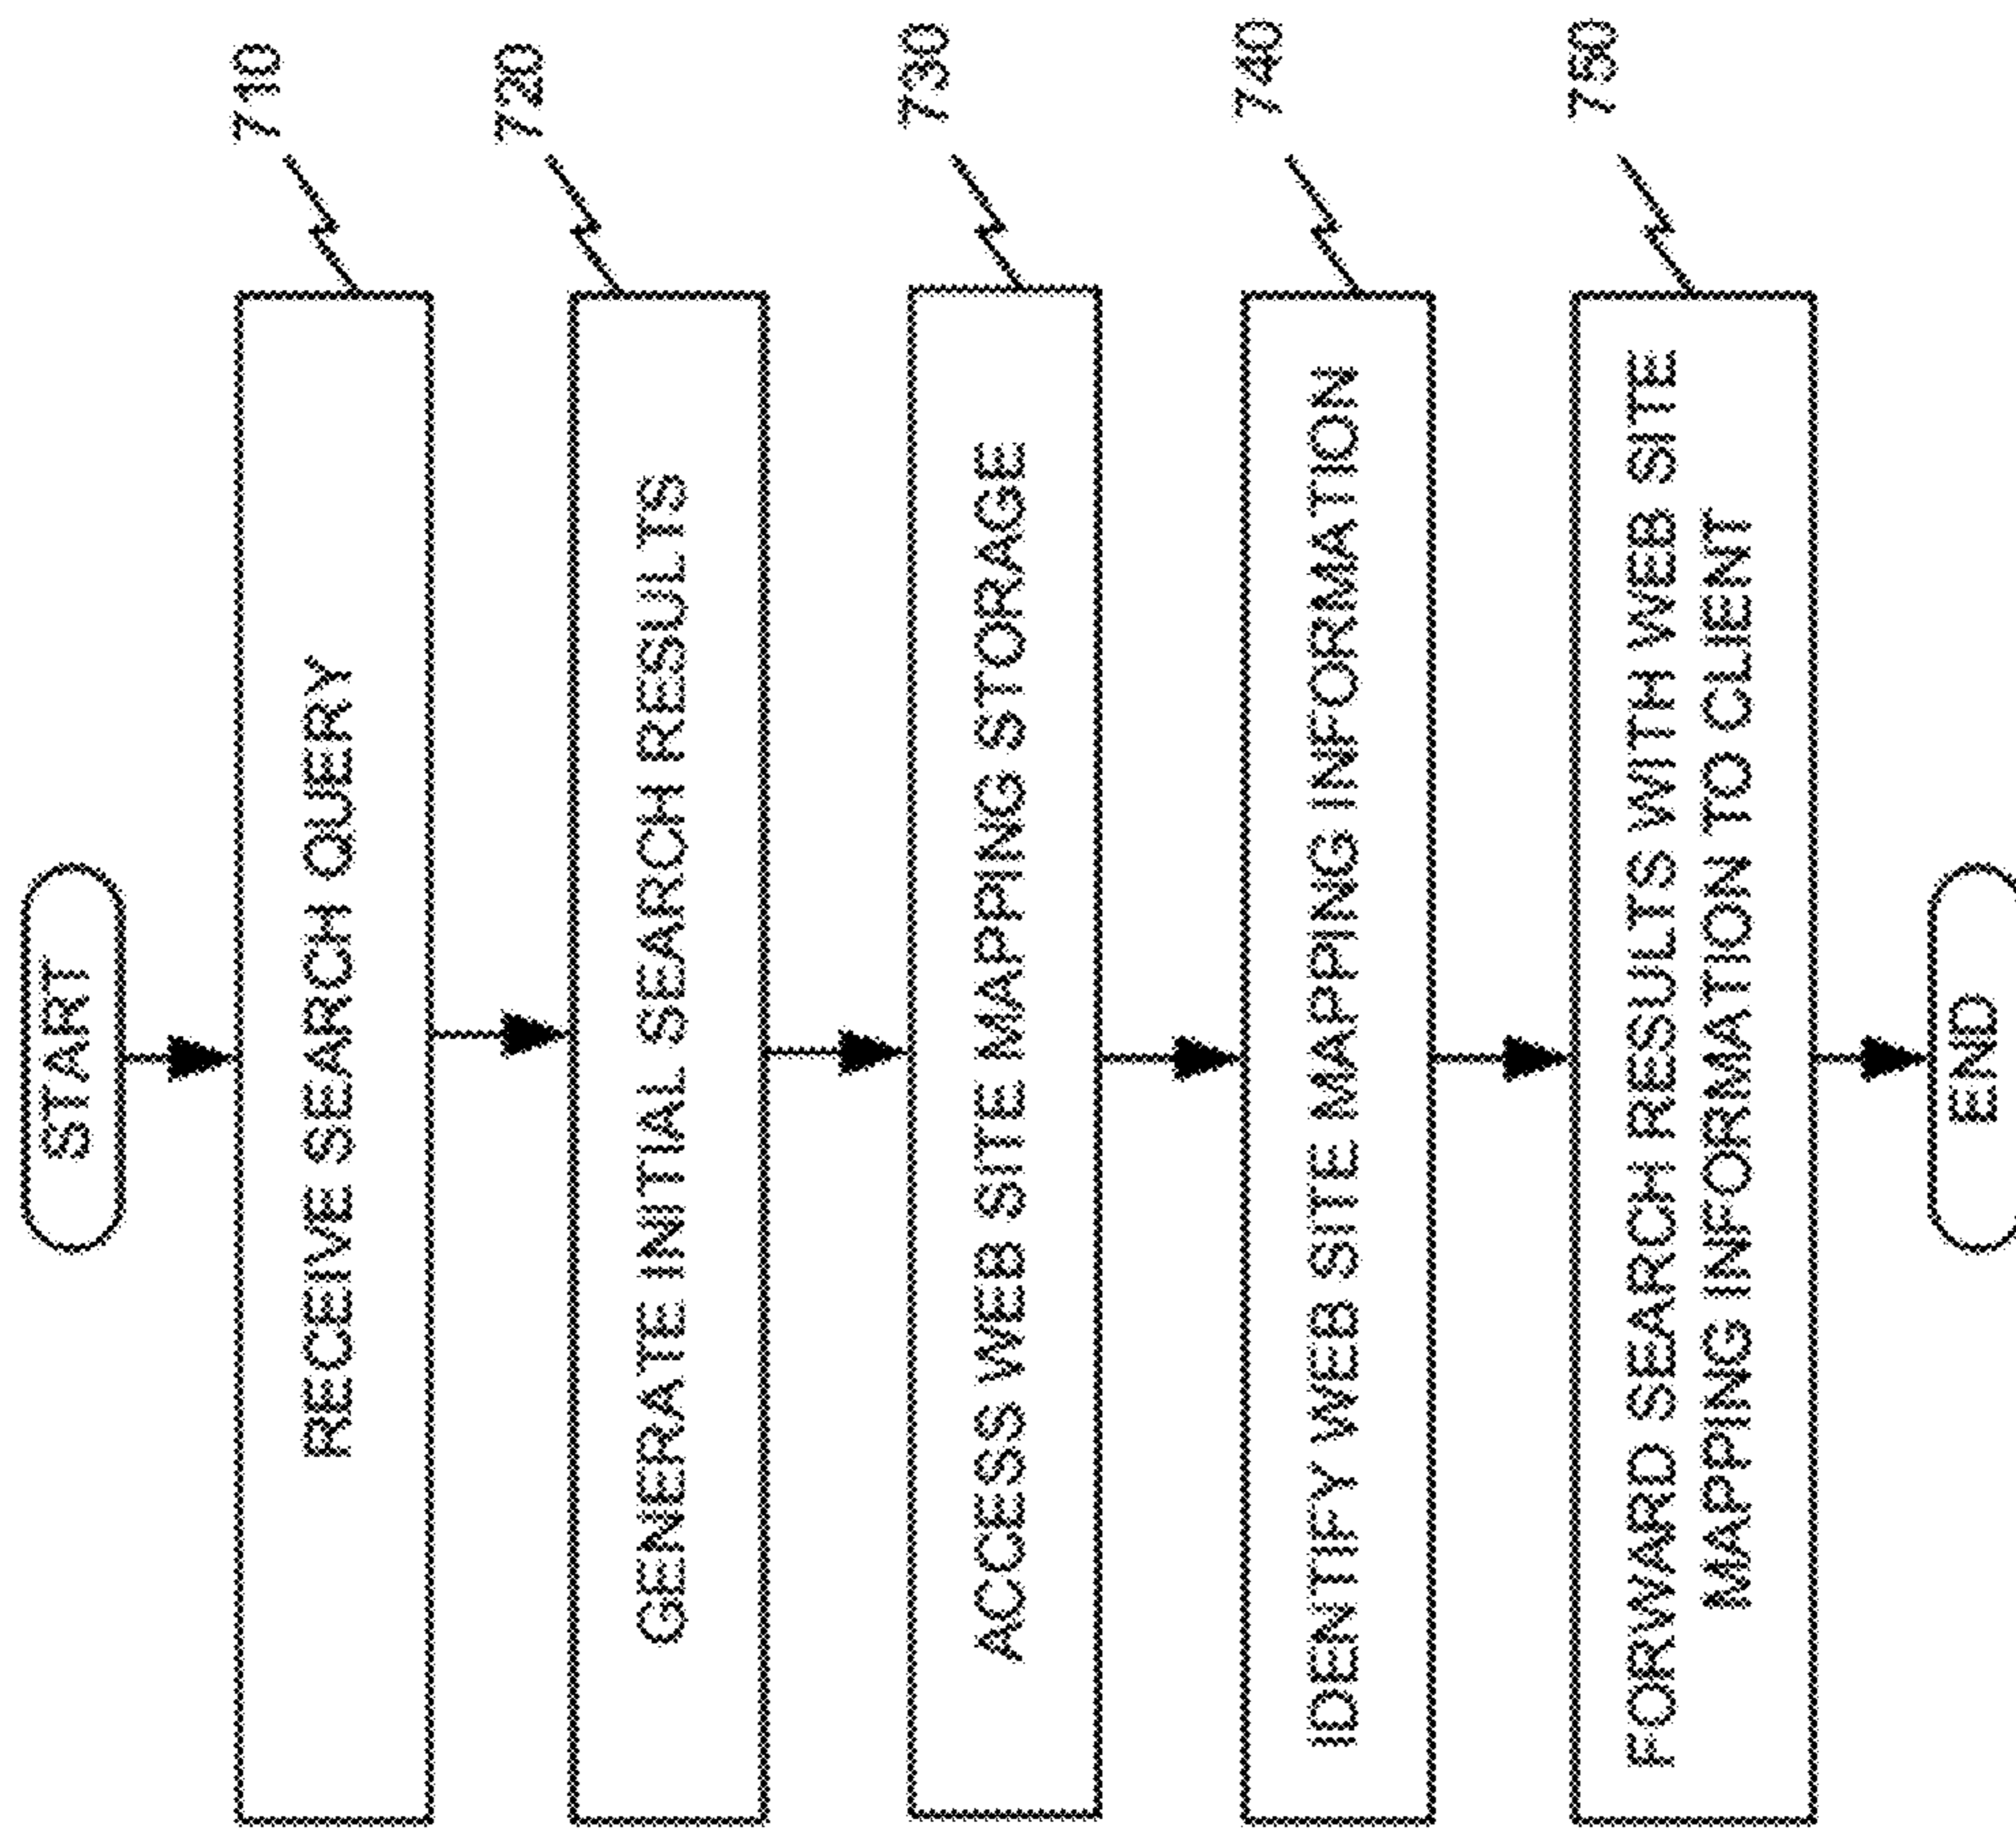 START
710
RECEIVE SEARCH QUERY
720
GENERATE INITIAL SEARCH RESULTS
730
ACCESS WEB SITE MAPPING STORAGE
740
IDENTIFY WEB SITE MAPPING INFORMATION
750
FORWARD SEARCH RESULTS WITH WEB SITE
MAPPING INFORMATION TO CLIENT
END